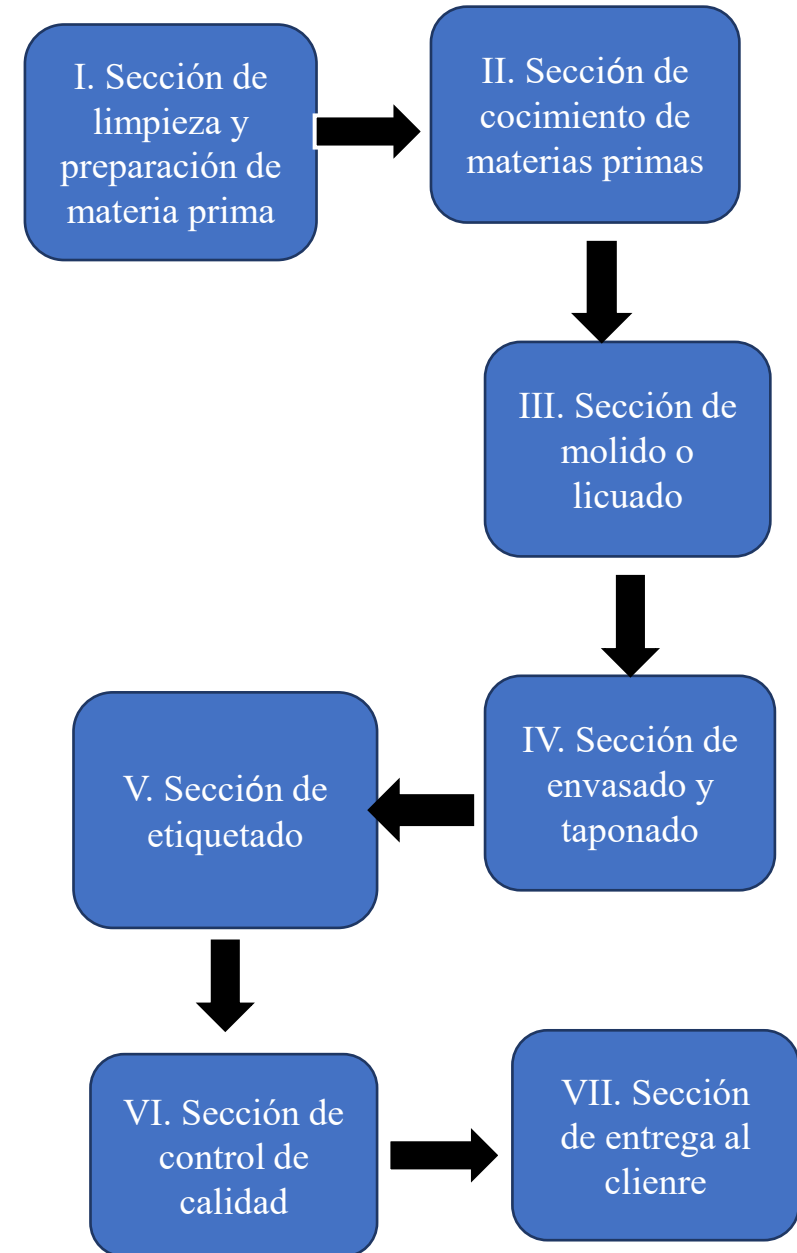 I. Sección de
limpieza y
preparación de
materia prima
II. Sección de
cocimiento de
materias primas
III. Sección de
molido o
licuado
IV. Sección de
envasado y
taponado
V. Sección de
etiquetado
VI. Sección de
control de
calidad
VII. Sección
de entrega al
clienre